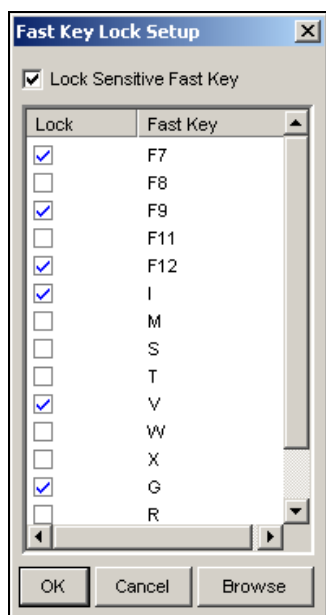 Fast Key Lock Setup
Lock Sensitive Fast Key
Lock Fast Key
F7
F8
F9
F11
F12
I
M
S
T
V
W
X
G
R
OK Cancel Browse